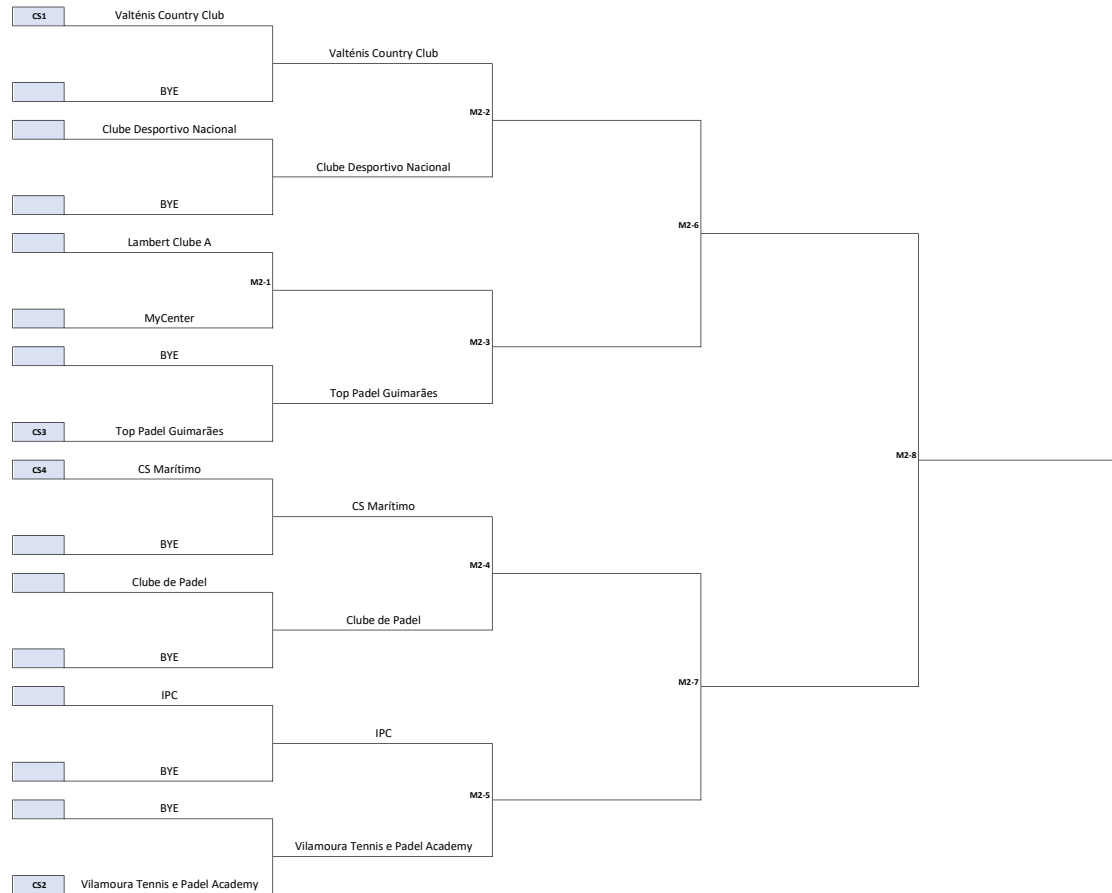 CS1 Valténis Country Club
Valténis Country Club
BYE
M2-2
Clube Desportivo Nacional
Clube Desportivo Nacional
BYE
M2-6
Lambert Clube A
M2-1
MyCenter
M2-3
BYE
Top Padel Guimarães
CS3 Top Padel Guimarães
M2-8
CS4 CS Marítimo
CS Marítimo
BYE
M2-4
Clube de Padel
Clube de Padel
BYE
M2-7
IPC
IPC
BYE
M2-5
BYE
Vilamoura Tennis e Padel Academy
CS2 Vilamoura Tennis e Padel Academy